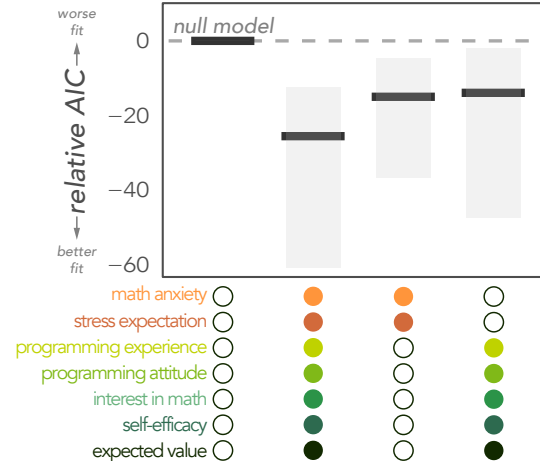 worse
fit
relative AIC
better
fit
0
−20
−40
−60
null model
math anxiety
stress expectation
programming experience
programming attitude
interest in math
self-efficacy
expected value